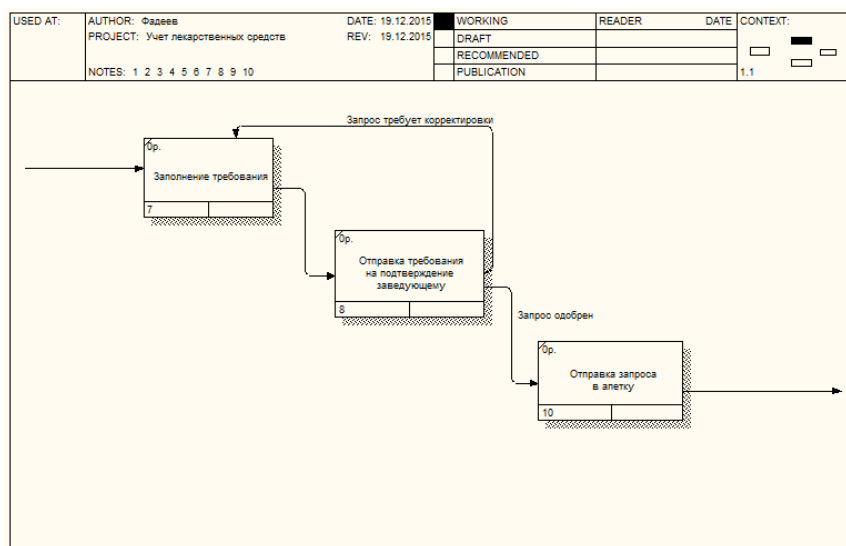 USED AT:
AUTHOR: Фадеев
DATE: 19.12.2015
WORKING
READER
DATE
CONTEXT:
PROJECT: Учет лекарственных средств
REV: 19.12.2015
DRAFT
RECOMMENDED
NOTES: 1 2 3 4 5 6 7 8 9 10
PUBLICATION
1.1
Запрос требует корректировки
0р.
Заполнение требования
7
0р.
Отправка требования
на подтверждение
заведующему
8
Запрос одобрен
0р.
Отправка запроса
в апетку
10